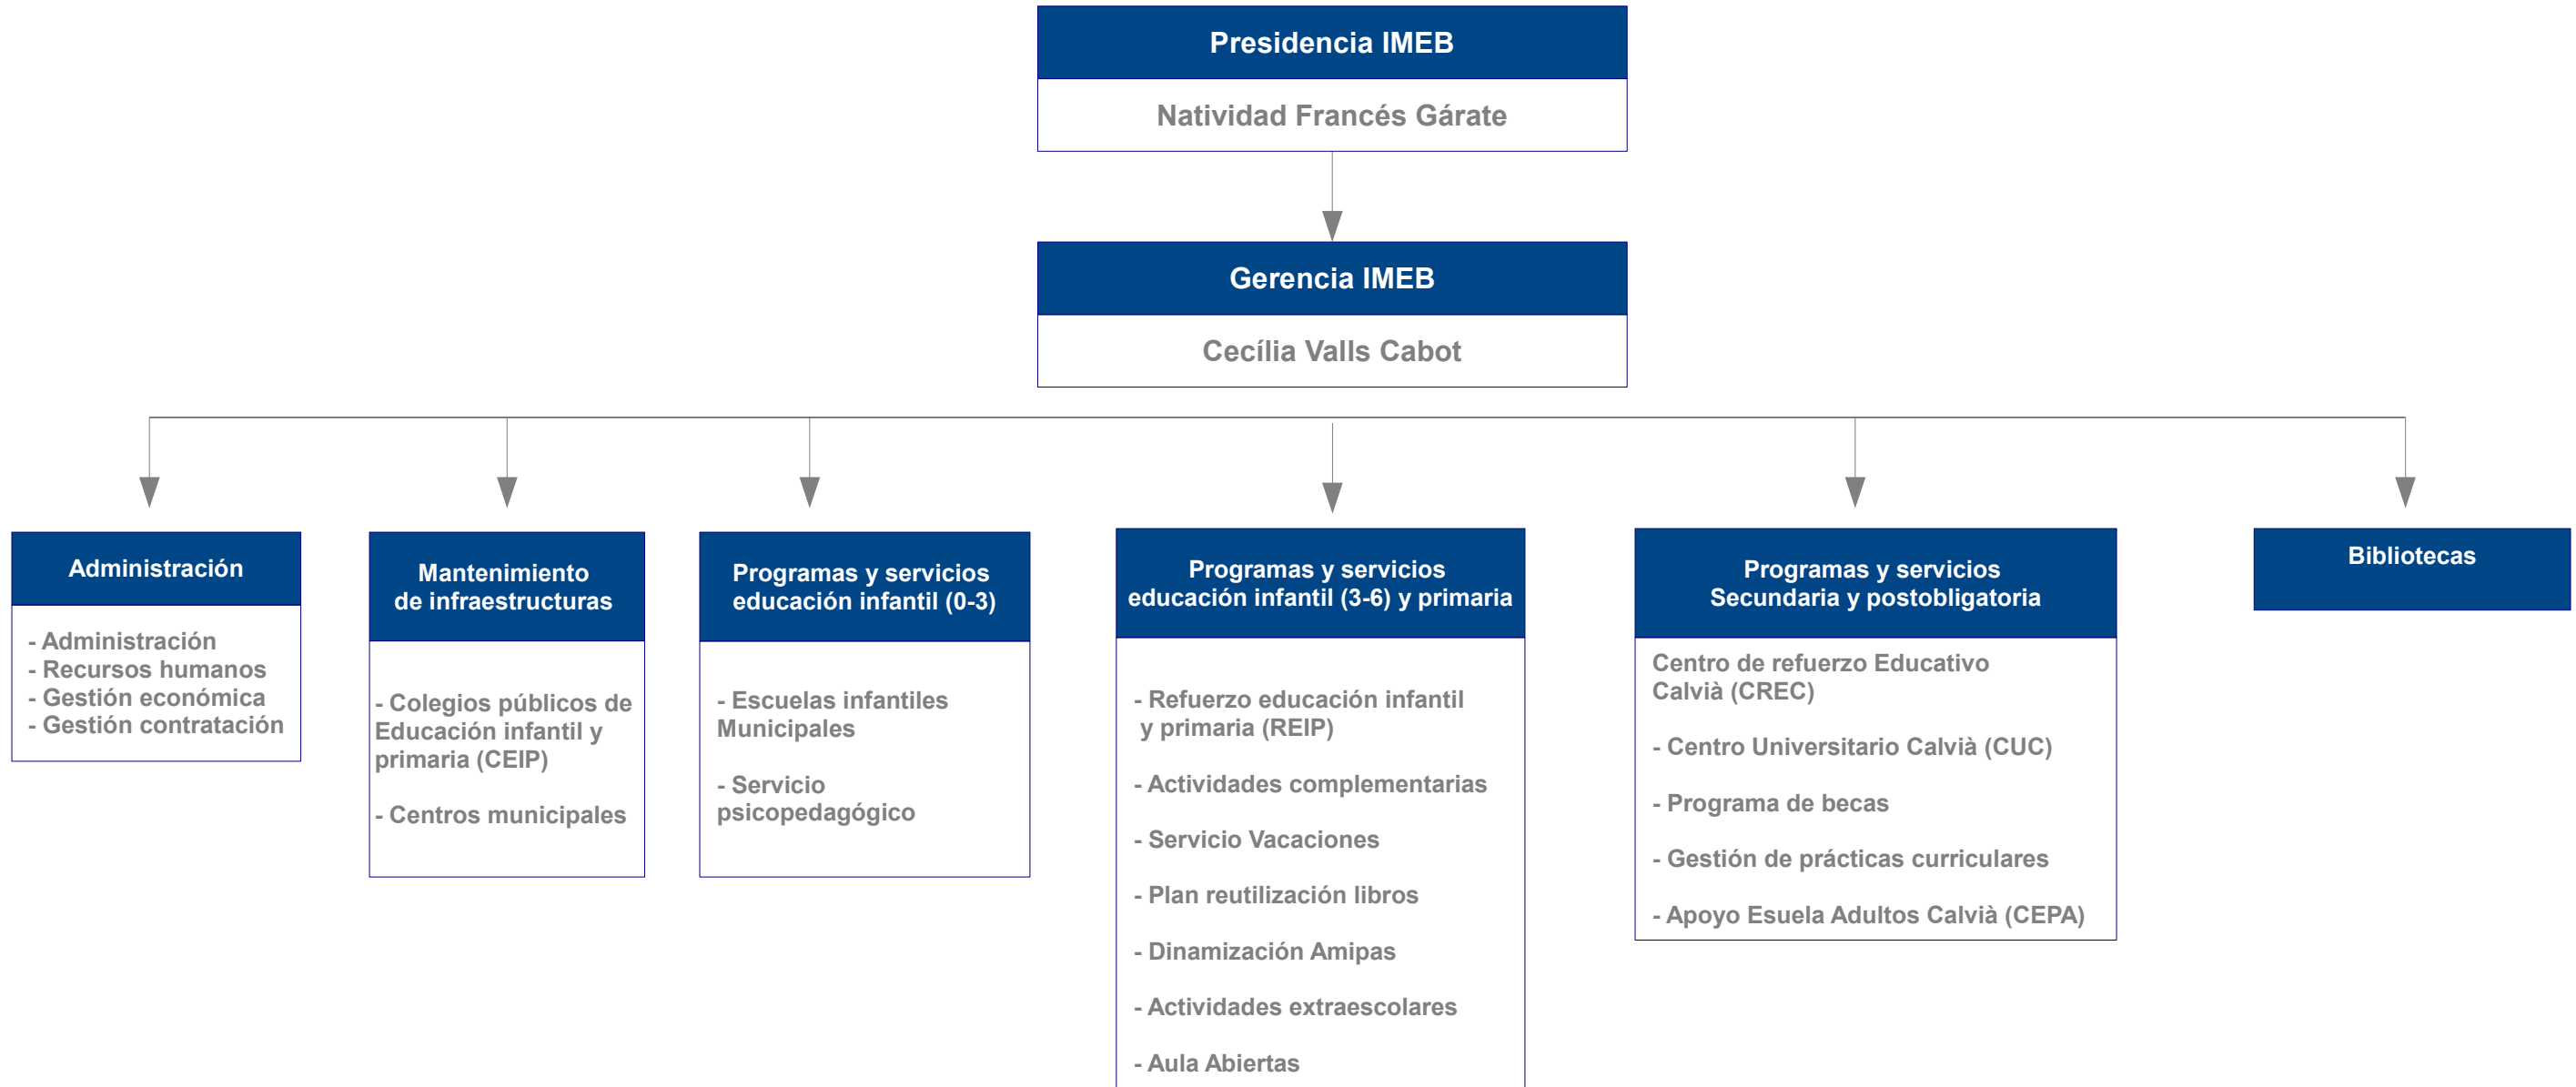 Presidencia IMEB
Natividad Francés Gárate
Gerencia IMEB
Cecília Valls Cabot
Administración
- Administración
- Recursos humanos
- Gestión económica
- Gestión contratación
Mantenimiento
de infraestructuras
- Colegios públicos de
Educación infantil y
primaria (CEIP)
- Centros municipales
Programas y servicios
educación infantil (0-3)
- Escuelas infantiles
Municipales
- Servicio
psicopedagógico
Programas y servicios
educación infantil (3-6) y primaria
- Refuerzo educación infantil
y primaria (REIP)
- Actividades complementarias
- Servicio Vacaciones
- Plan reutilización libros
- Dinamización Amipas
- Actividades extraescolares
- Aula Abiertas
Programas y servicios
Secundaria y postobligatoria
Centro de refuerzo Educativo
Calvià (CREC)
- Centro Universitario Calvià (CUC)
- Programa de becas
- Gestión de prácticas curriculares
- Apoyo Esuela Adultos Calvià (CEPA)
Bibliotecas